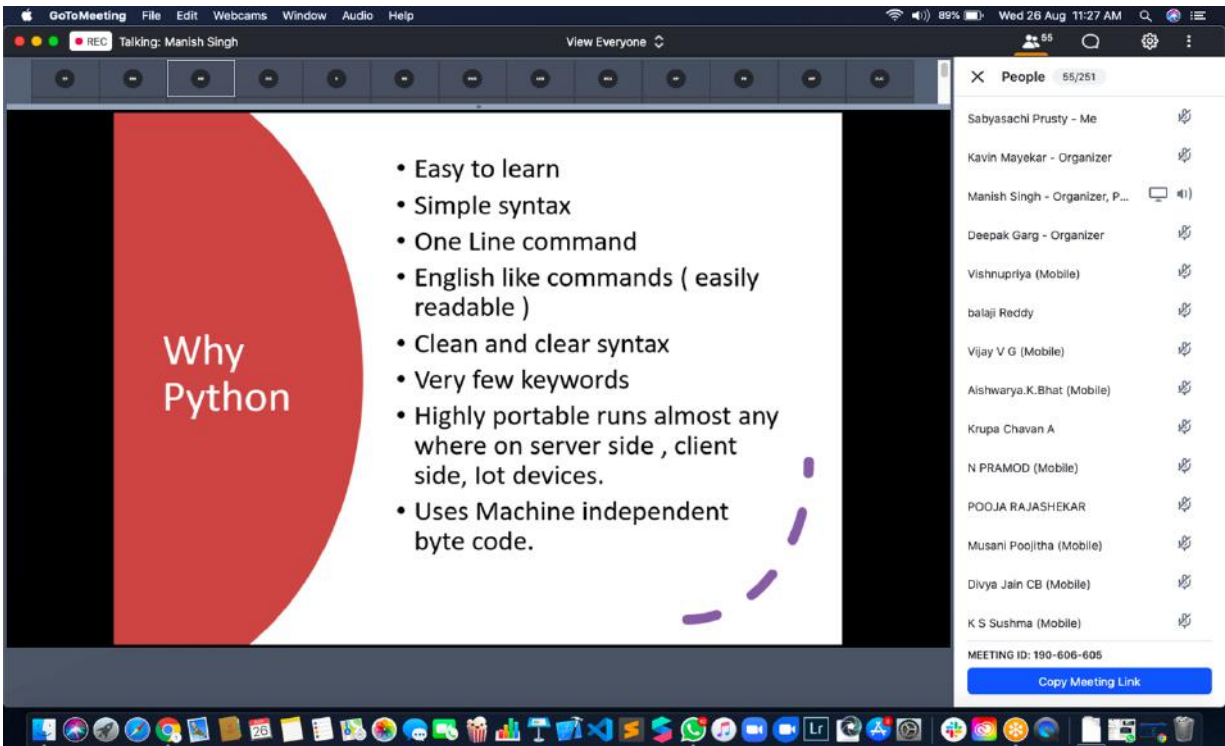 GoToMeeting File Edit Webcams Window Audio Help 89% Wed 26 Aug 11:27 AM
REC Talking: Manish Singh View Everyone 55
People 55/251
Sabyasachi Prusty - Me
Kavin Mayekar - Organizer
Manish Singh - Organizer, P...
Deepak Garg - Organizer
Vishnupriya (Mobile)
balaji Reddy
Vijay V G (Mobile)
Aishwarya.K.Bhat (Mobile)
Krupa Chavan A
N PRAMOD (Mobile)
POOJA RAJASHEKAR
Musani Poojitha (Mobile)
Divya Jain CB (Mobile)
K S Sushma (Mobile)
MEETING ID: 190-606-605
Copy Meeting Link
Why
Python
• Easy to learn
• Simple syntax
• One Line command
• English like commands ( easily
readable )
• Clean and clear syntax
• Very few keywords
• Highly portable runs almost any
where on server side , client
side, Iot devices.
• Uses Machine independent
byte code.
26
Lr